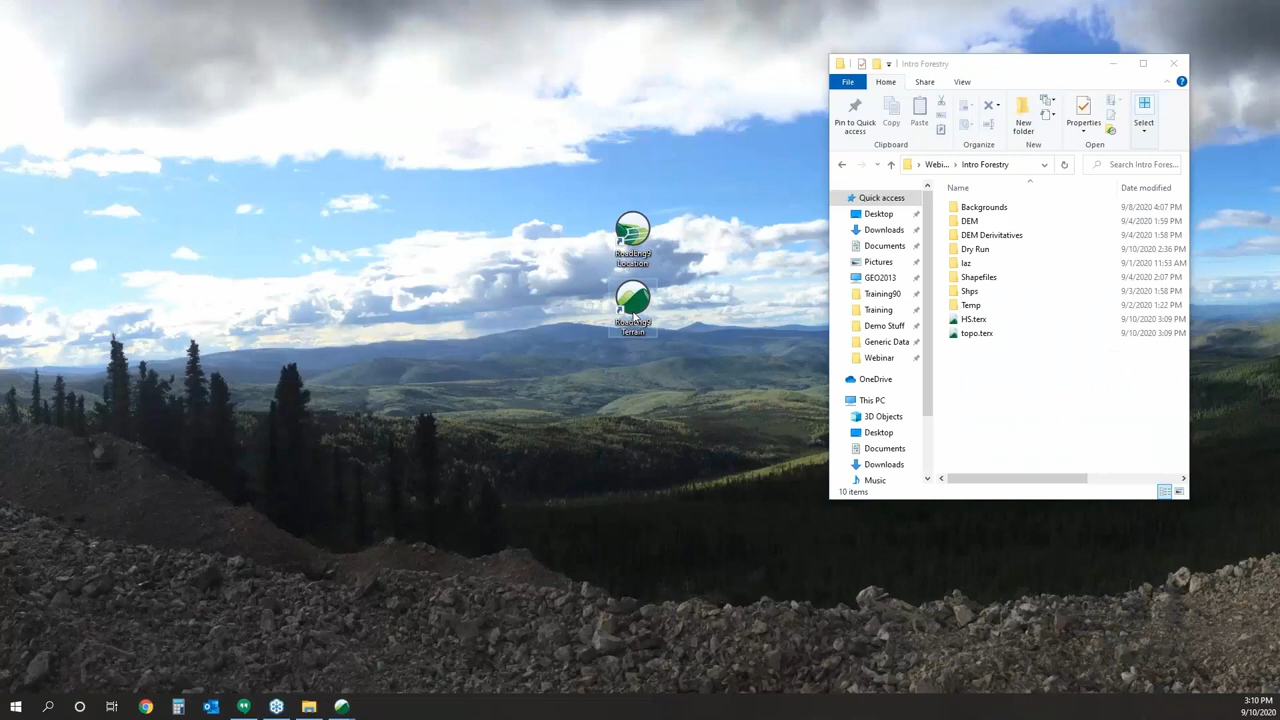 Intro Forestry
File
Home
Share
View
Pin to Quick access
Copy
Paste
New folder
Properties
Select
Clipboard
Organize
New
Open
Webi...
Intro Forestry
Search Intro Fores...
Name
Date modified
Quick access
Desktop
Downloads
Documents
Pictures
GEO2013
Training90
Training
Demo Stuff
Generic Data
Webinar
OneDrive
This PC
3D Objects
Desktop
Documents
Downloads
Music
Backgrounds 9/8/2020 4:07 PM
DEM 9/4/2020 1:59 PM
DEM Derivitatives 9/4/2020 1:58 PM
Dry Run 9/10/2020 2:36 PM
laz 9/1/2020 11:53 AM
Shapefiles 9/4/2020 2:07 PM
Shps 9/3/2020 1:58 PM
Temp 9/2/2020 1:22 PM
HS.terx 9/10/2020 3:09 PM
topo.terx 9/10/2020 3:09 PM
10 items
RoadEng9
Location
RoadEng9
Terrain
3:10 PM
9/10/2020